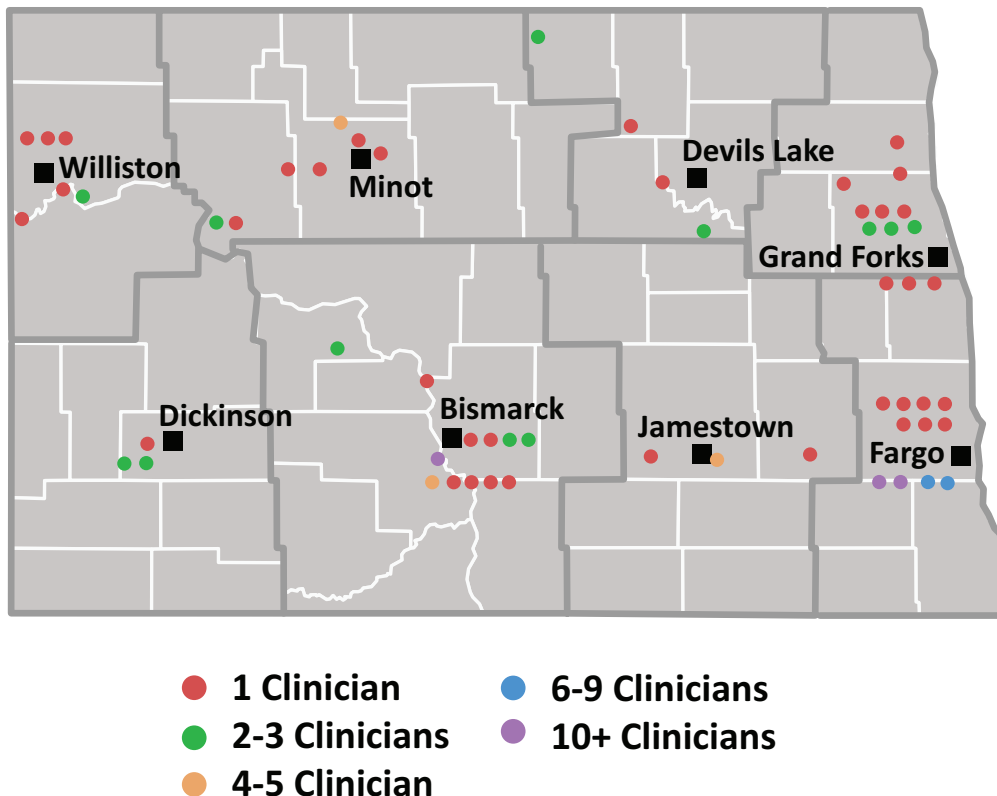 Williston
Minot
Devils Lake
Grand Forks
Dickinson
Bismarck
Jamestown
Fargo
1 Clinician
2-3 Clinicians
4-5 Clinician
6-9 Clinicians
10+ Clinicians